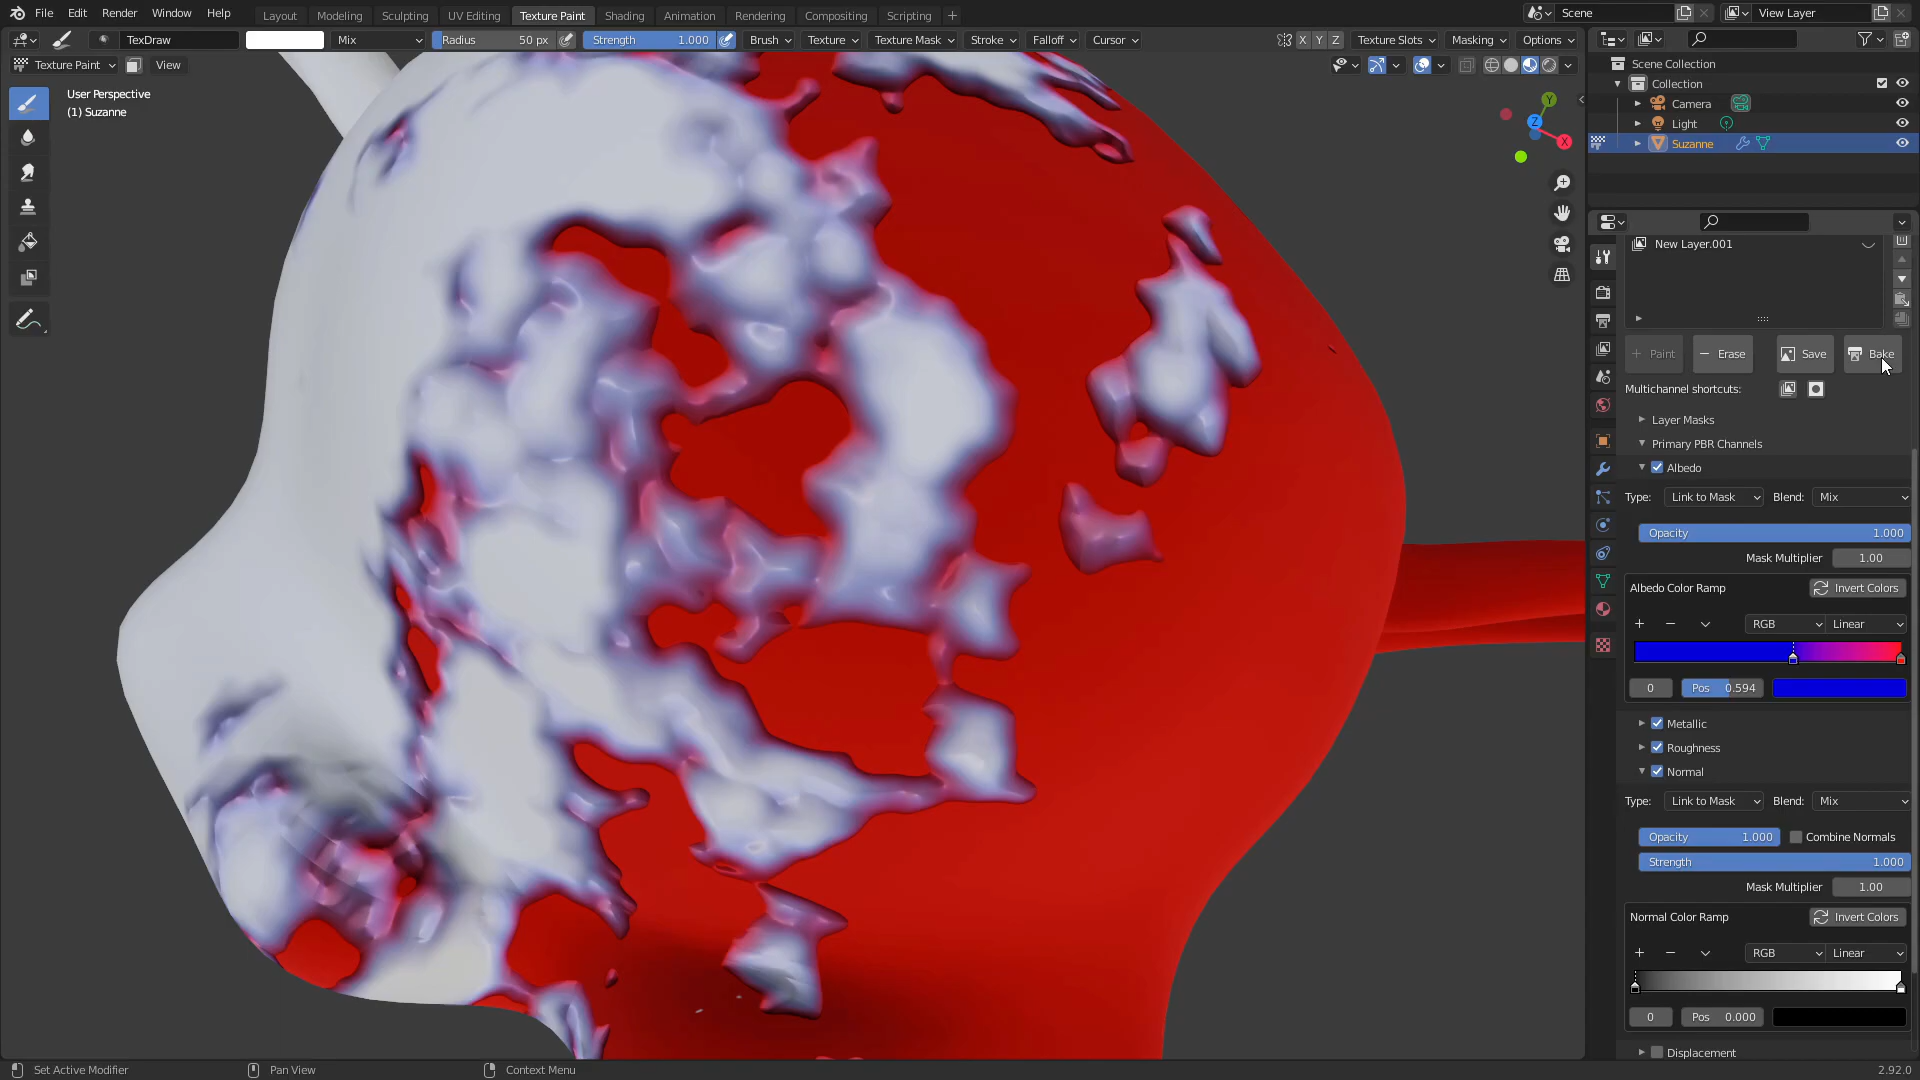 File Edit Render Window Help Layout Modeling Sculpting UV Editing Texture Paint Shading Animation Rendering Compositing Scripting + Scene View Layer
TexDraw Mix Radius 50 px Strength 1.000 Brush Texture Texture Mask Stroke Falloff Cursor X Y Z Texture Slots Masking Options
Texture Paint View
Scene Collection
Collection
Camera
Light
Suzanne
User Perspective
(1) Suzanne
Y
Z
X
New Layer.001
Paint Erase Save Bake
Multichannel shortcuts:
Layer Masks
Primary PBR Channels
Albedo
Type: Link to Mask Blend: Mix
Opacity 1.000
Mask Multiplier 1.00
Albedo Color Ramp Invert Colors
+ − RGB Linear
0 Pos 0.594
Metallic
Roughness
Normal
Type: Link to Mask Blend: Mix
Opacity 1.000 Combine Normals
Strength 1.000
Mask Multiplier 1.00
Normal Color Ramp Invert Colors
+ − RGB Linear
0 Pos 0.000
Displacement
Set Active Modifier Pan View Context Menu 2.92.0